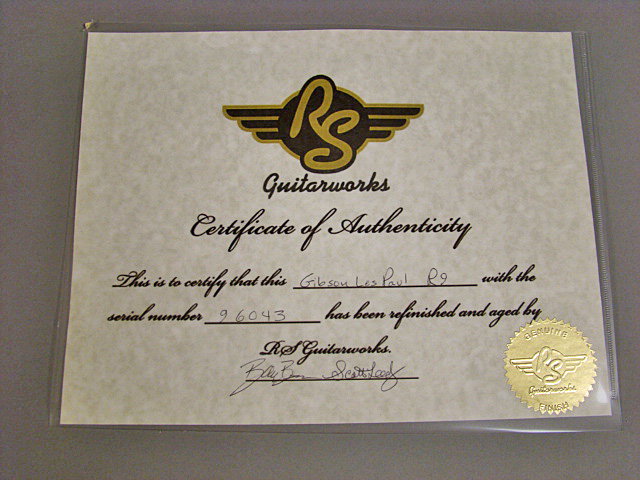 RS
Guitarworks
Certificate of Authenticity
This is to certify that this Gibson Les Paul R9 with the
serial number 96043 has been refinished and aged by
RS Guitarworks.
GENUINE
RS
Guitarworks
FINISH